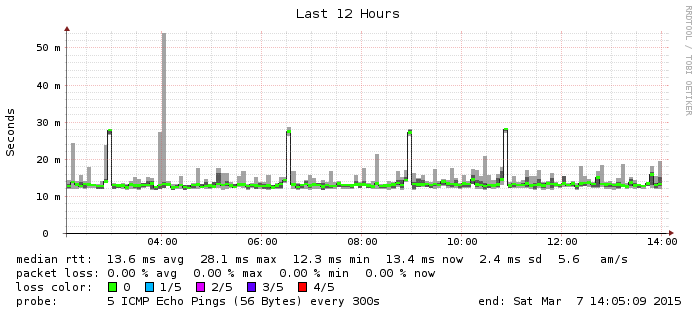 Last 12 Hours
RRDTOOL / TOBI OETIKER
Seconds
50 m
40 m
30 m
20 m
10 m
0
04:00 06:00 08:00 10:00 12:00 14:00
median rtt: 13.6 ms avg 28.1 ms max 12.3 ms min 13.4 ms now 2.4 ms sd 5.6 am/s
packet loss: 0.00 % avg 0.00 % max 0.00 % min 0.00 % now
loss color: 0 1/5 2/5 3/5 4/5
probe: 5 ICMP Echo Pings (56 Bytes) every 300s end: Sat Mar 7 14:05:09 2015